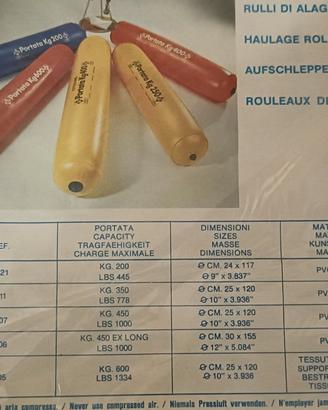 RULLI DI ALAG
HAULAGE ROL
AUFSCHLEPPE
ROULEAUX D
Portata Kg 200
Portata Kg 400
Portata Kg 600
Portata Kg 250
EF.
PORTATA
CAPACITY
TRAGFAEHIGKEIT
CHARGE MAXIMALE
DIMENSIONI
SIZES
MASSE
DIMENSIONS
MAT
MA
KUNS
MA
21
KG. 200
LBS 445
Ø CM. 24 x 117
Ø 9" x 3.837"
PV
11
KG. 350
LBS 778
Ø CM. 25 x 120
Ø 10" x 3.936"
PV
07
KG. 450
LBS 1000
Ø CM. 25 x 120
Ø 10" x 3.936"
PV
06
KG. 450 EX LONG
LBS 1000
Ø CM. 30 x 155
Ø 12" x 5.084"
PV
05
KG. 600
LBS 1334
Ø CM. 25 x 120
Ø 10" x 3.936
TESSUT
SUPPOR
BESTR
TISS
aria compressa. / Never use compressed air. / Niemals Pressluft verwenden. / N'employer jam